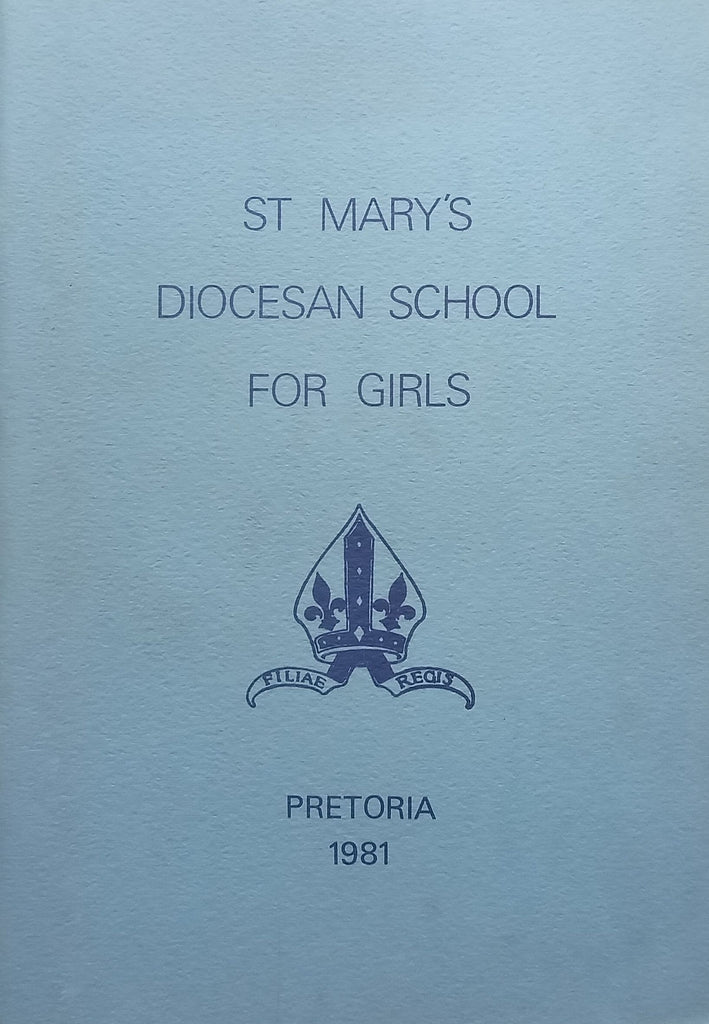 ST MARY'S
DIOCESAN SCHOOL
FOR GIRLS
FILIAE REGIS
PRETORIA
1981